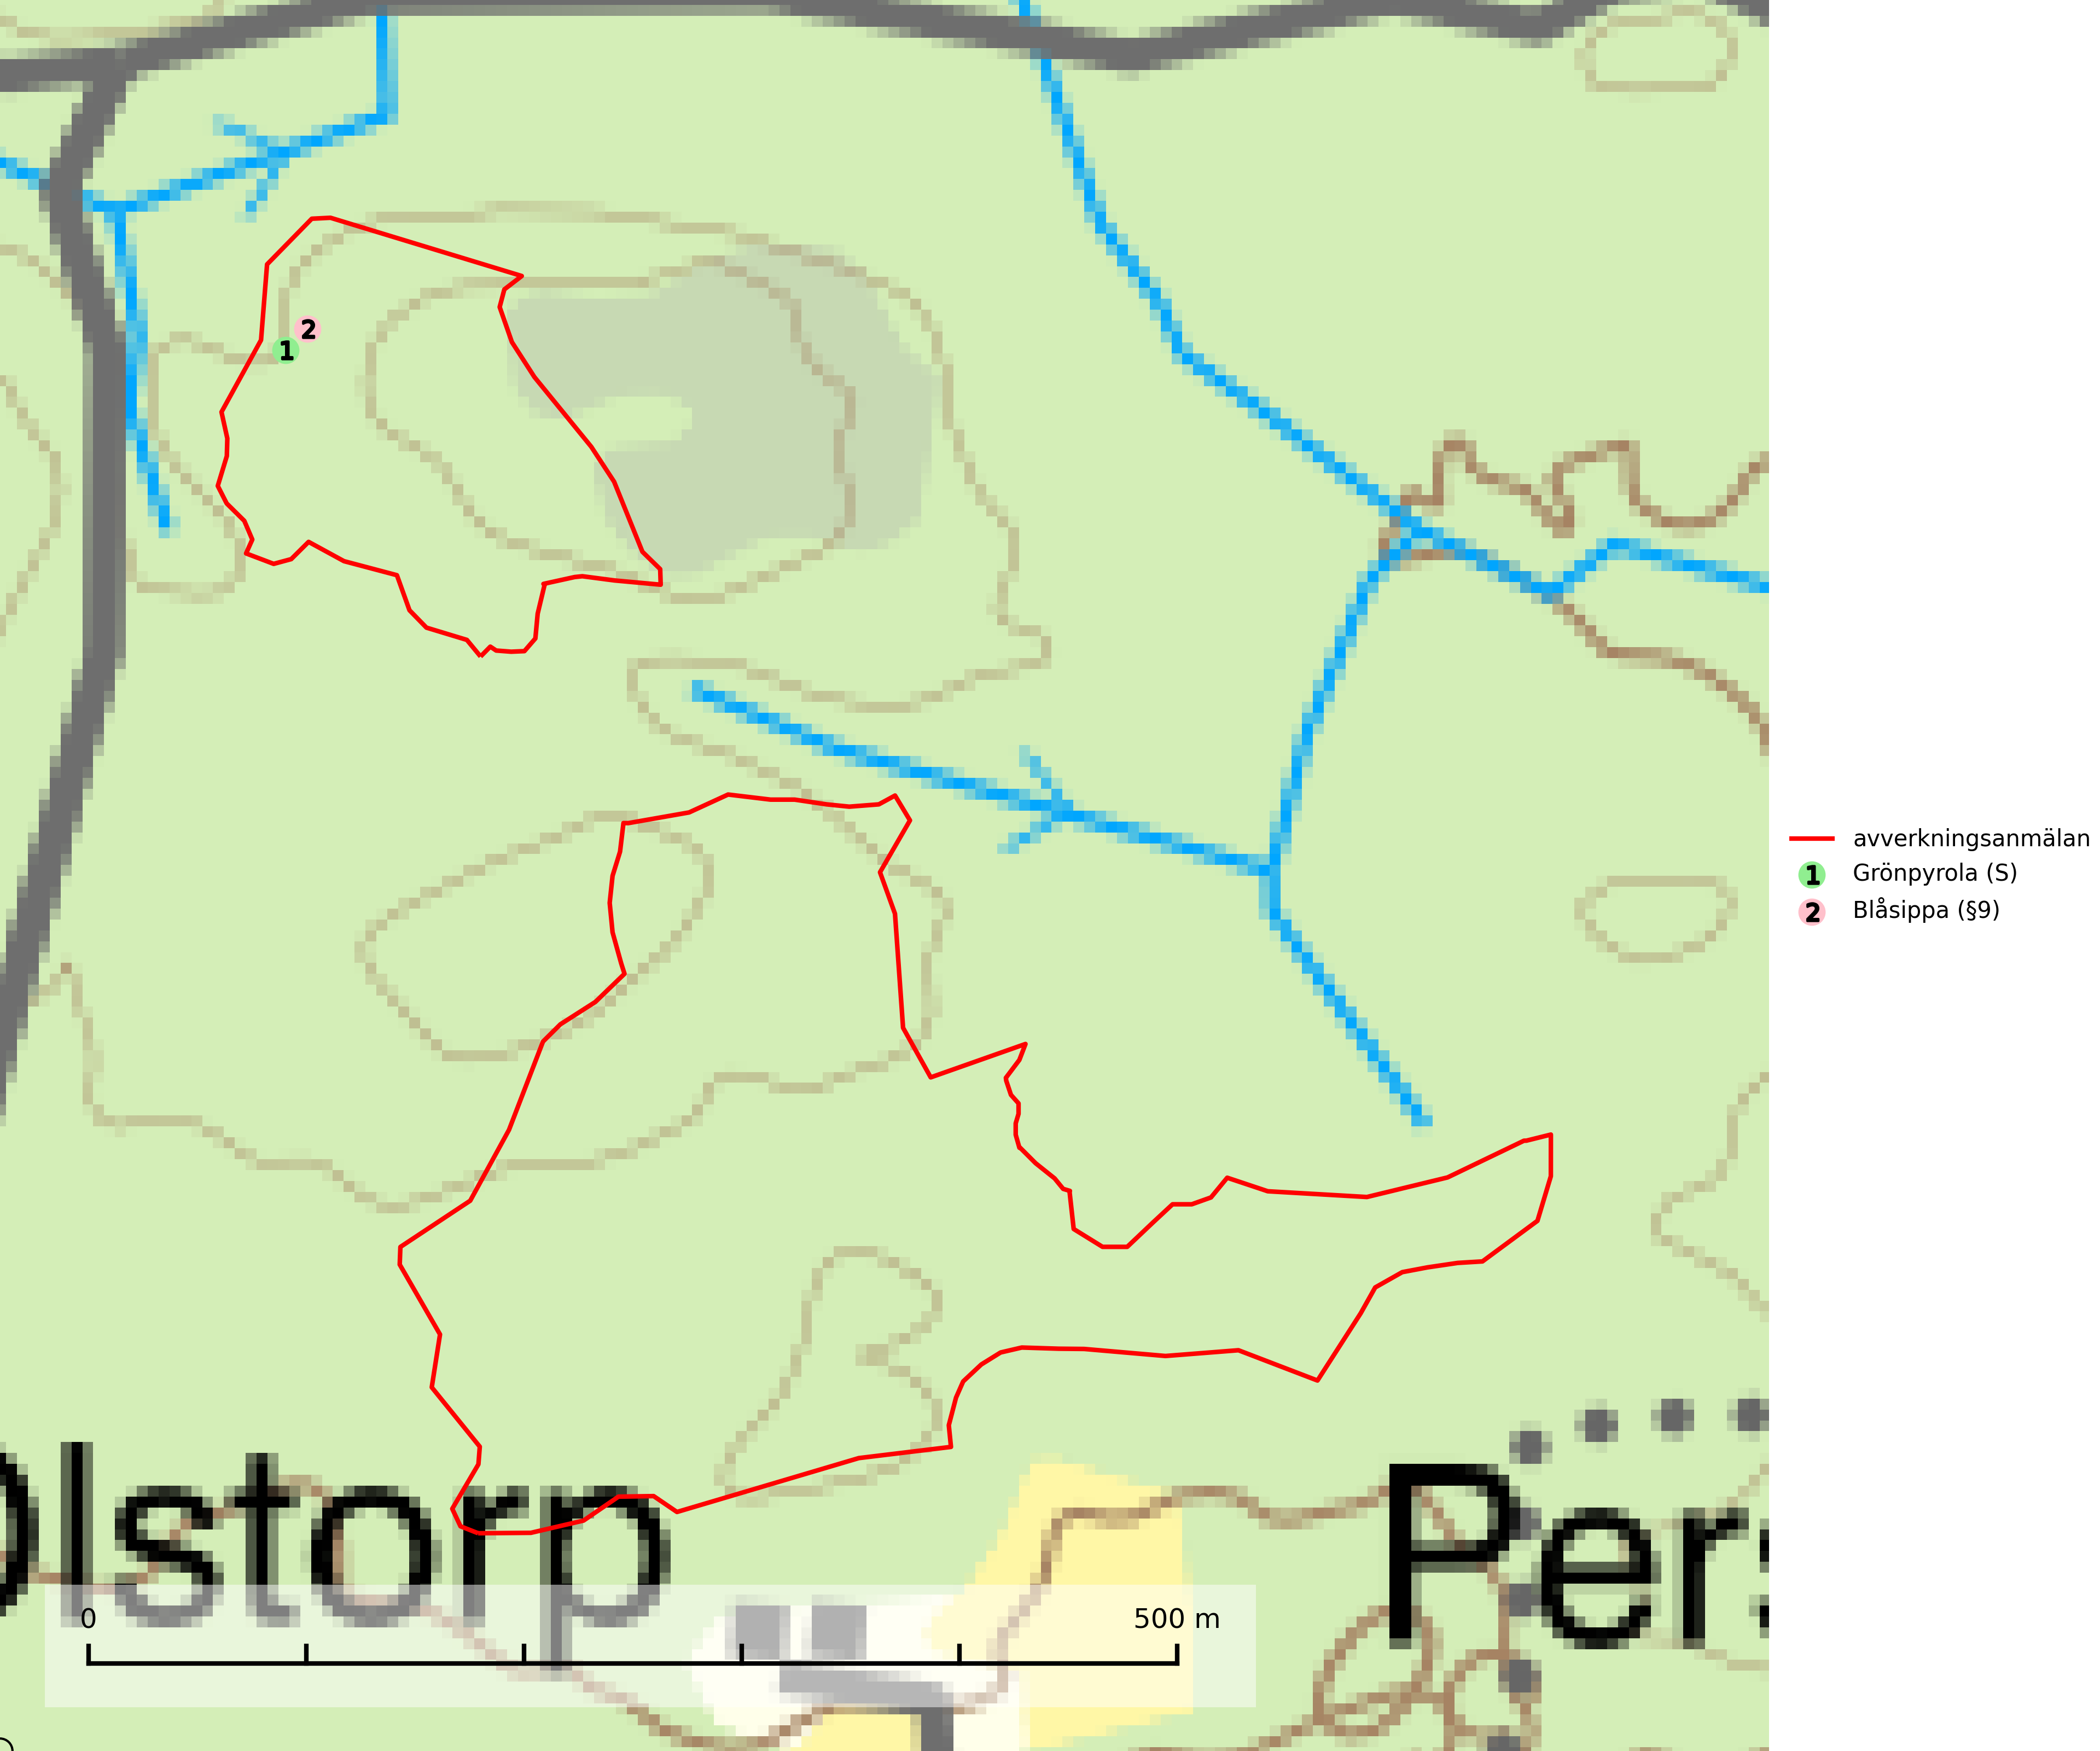 1
2
avverkningsanmälan
1 Grönpyrola (S)
2 Blåsippa (§9)
lstorp
Per
0
500 m